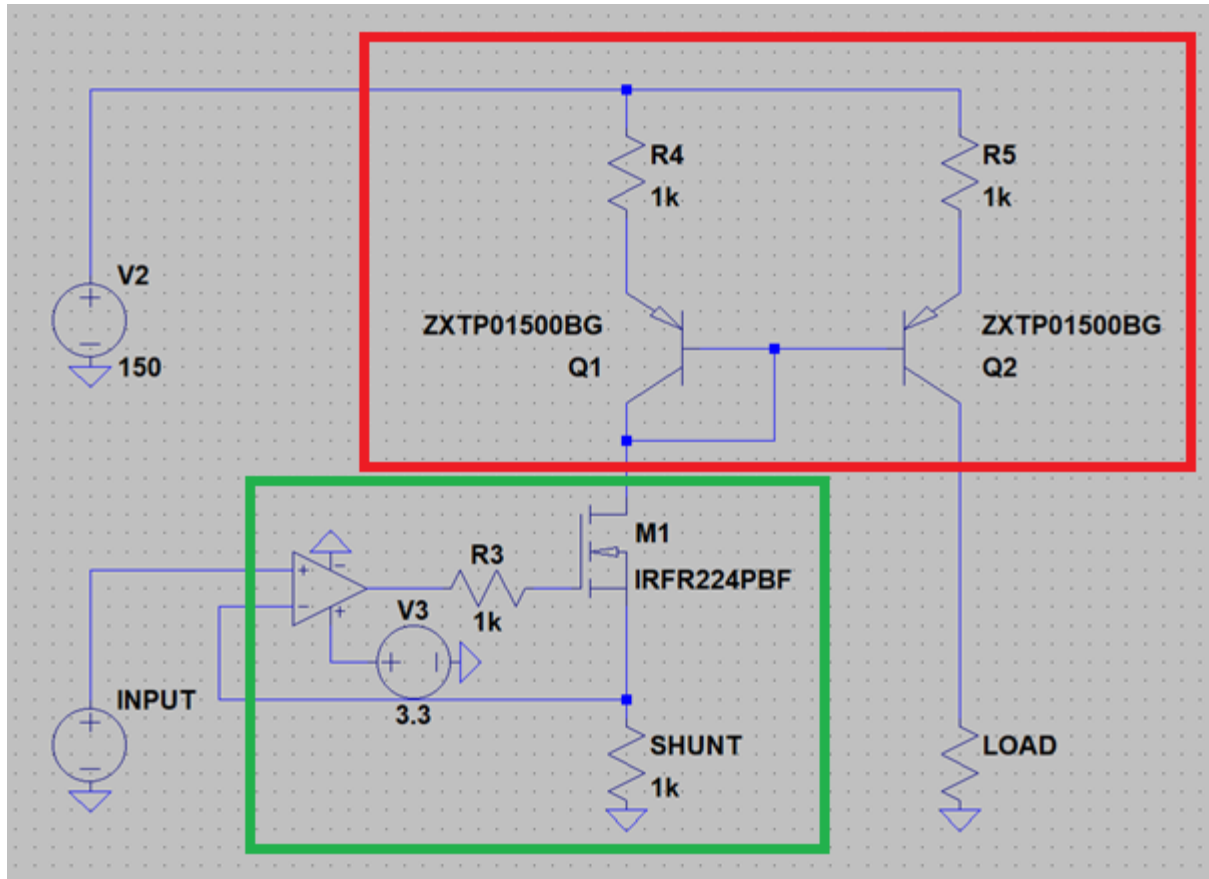 R4
1k
R5
1k
V2
150
ZXTP01500BG
Q1
ZXTP01500BG
Q2
M1
IRFR224PBF
R3
1k
V3
3.3
INPUT
SHUNT
1k
LOAD